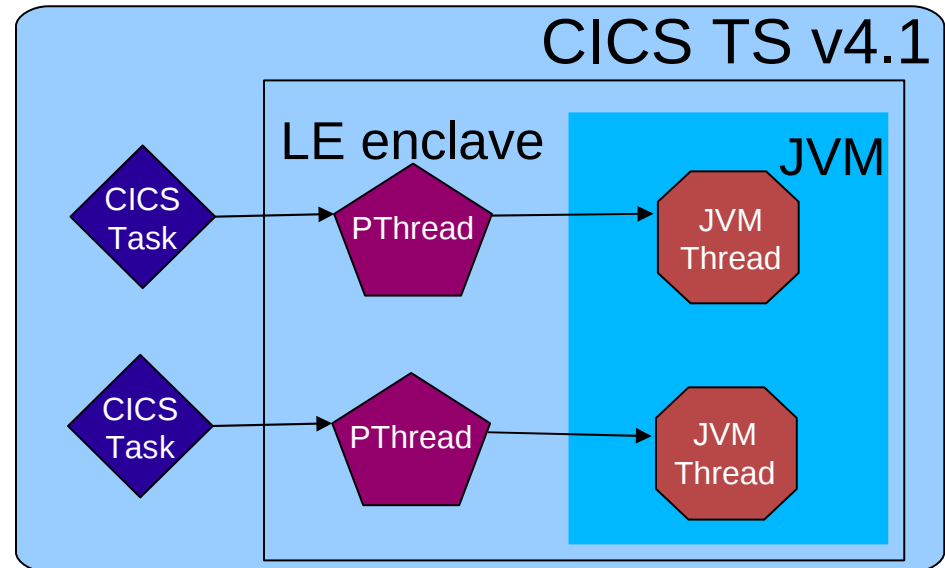 CICS TS v4.1
LE enclave
JVM
CICS
Task
PThread
JVM
Thread
CICS
Task
PThread
JVM
Thread